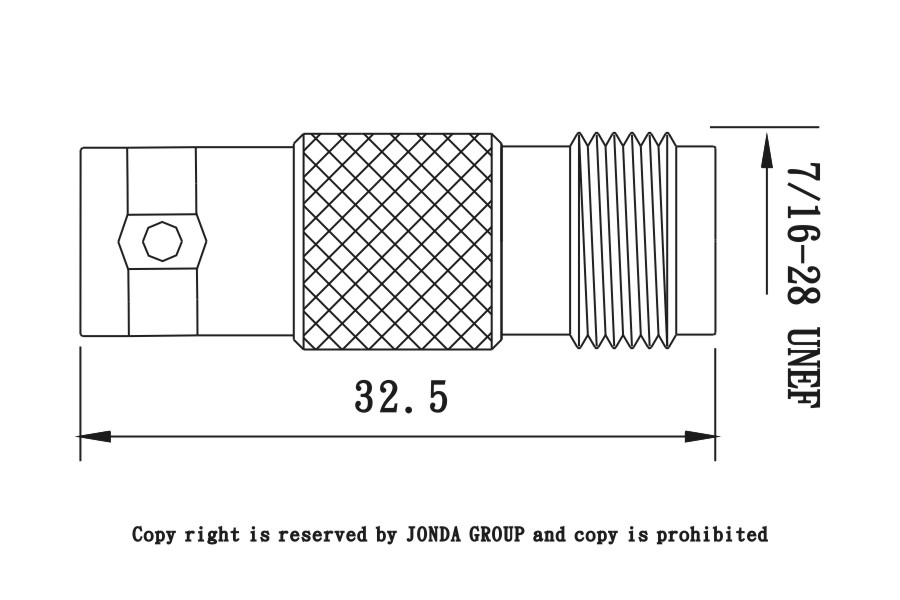 7/16-28 UNEF
32.5
Copy right is reserved by JONDA GROUP and copy is prohibited